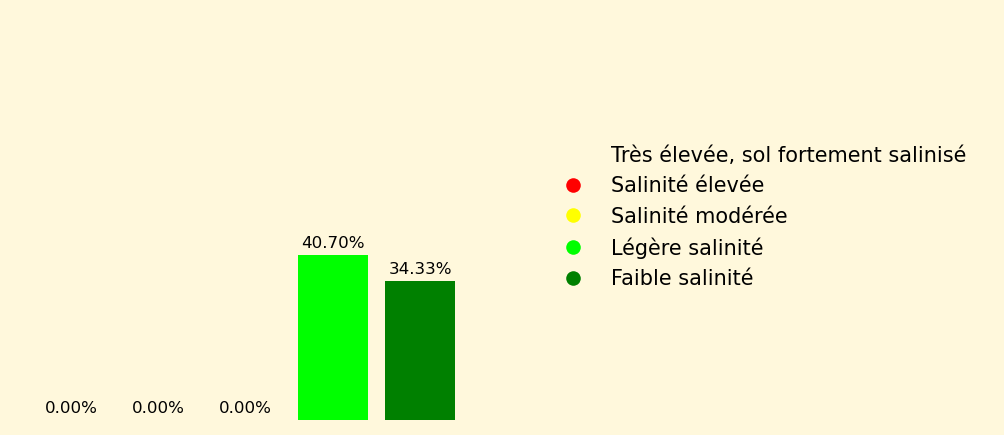 Très élevée, sol fortement salinisé
Salinité élevée
Salinité modérée
Légère salinité
Faible salinité
40.70%
34.33%
0.00%
0.00%
0.00%